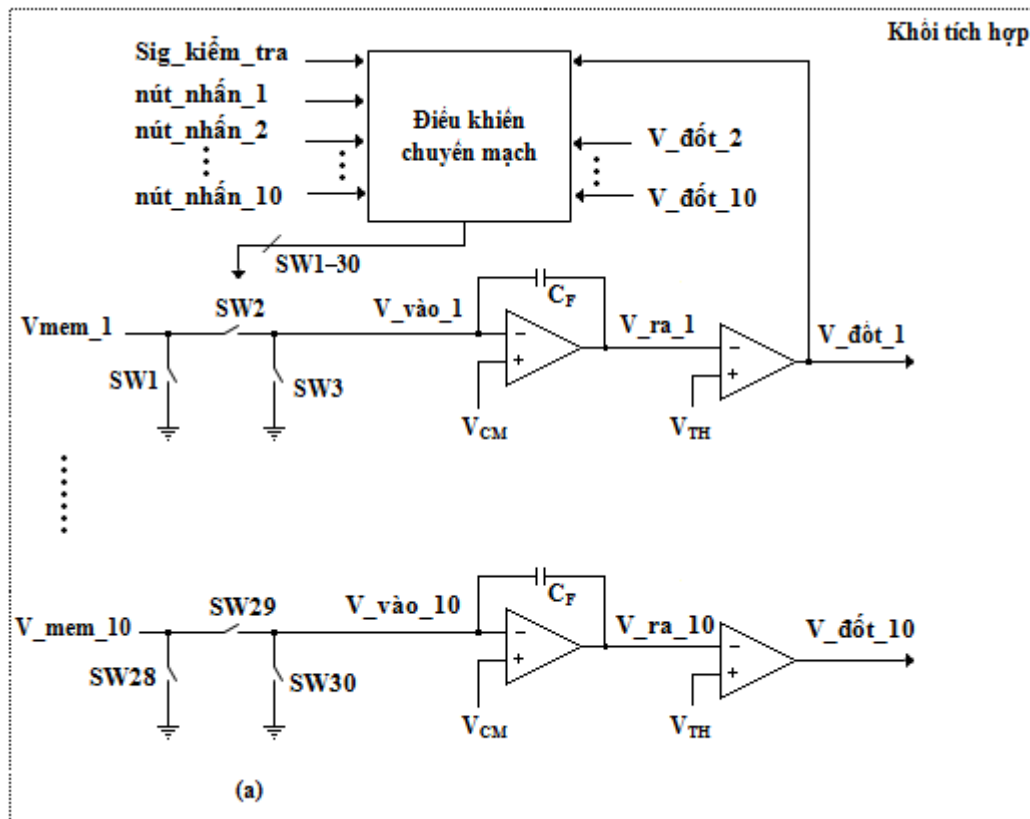 Khối tích hợp
Sig_kiểm_tra
nút_nhấn_1
nút_nhấn_2
nút_nhấn_10
Điều khiển
chuyển mạch
V_đốt_2
V_đốt_10
SW1–30
Vmem_1
SW2
V_vào_1
C_F
V_ra_1
V_đốt_1
SW1
SW3
V_CM
V_TH
V_mem_10
SW29
V_vào_10
C_F
V_ra_10
V_đốt_10
SW28
SW30
V_CM
V_TH
(a)